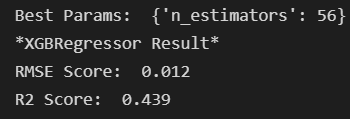 Best Params:  {'n_estimators': 56}
*XGBRegressor Result*
RMSE Score:  0.012
R2 Score:  0.439